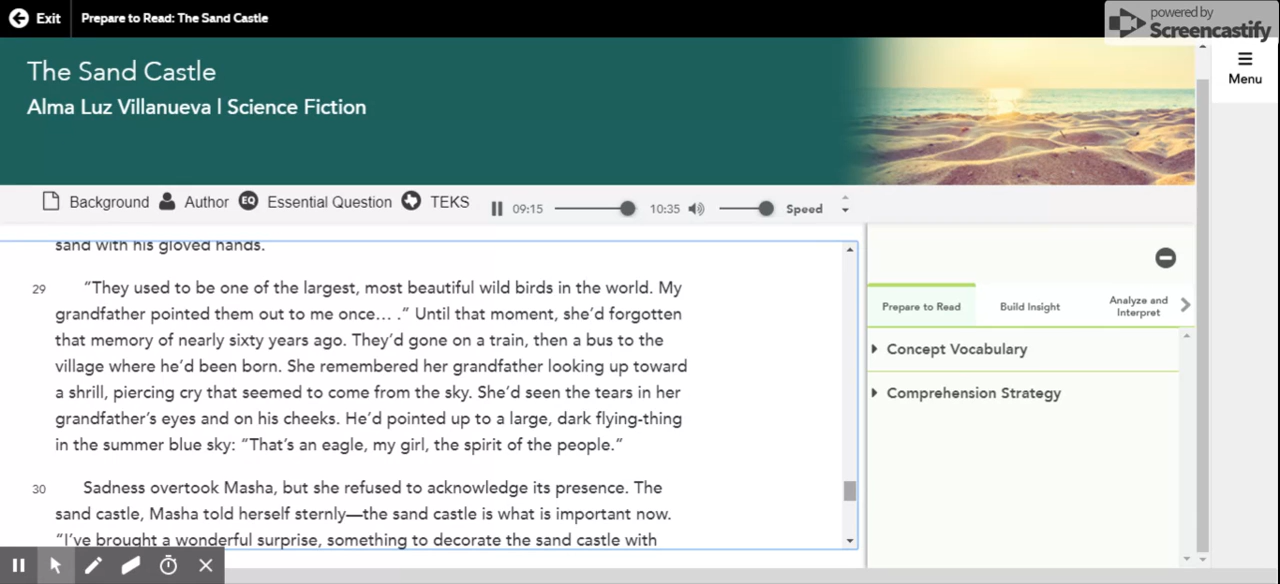 Exit
Prepare to Read: The Sand Castle
powered by
Screencastify
Menu
The Sand Castle
Alma Luz Villanueva | Science Fiction
Background
Author
EQ
Essential Question
TEKS
09:15
10:35
Speed
sand with his gloved hands.
29 “They used to be one of the largest, most beautiful wild birds in the world. My
grandfather pointed them out to me once... .” Until that moment, she’d forgotten
that memory of nearly sixty years ago. They’d gone on a train, then a bus to the
village where he’d been born. She remembered her grandfather looking up toward
a shrill, piercing cry that seemed to come from the sky. She’d seen the tears in her
grandfather’s eyes and on his cheeks. He’d pointed up to a large, dark flying-thing
in the summer blue sky: “That’s an eagle, my girl, the spirit of the people.”
30 Sadness overtook Masha, but she refused to acknowledge its presence. The
sand castle, Masha told herself sternly—the sand castle is what is important now.
“I’ve brought a wonderful surprise, something to decorate the sand castle with
Prepare to Read
Build Insight
Analyze and
Interpret
Concept Vocabulary
Comprehension Strategy